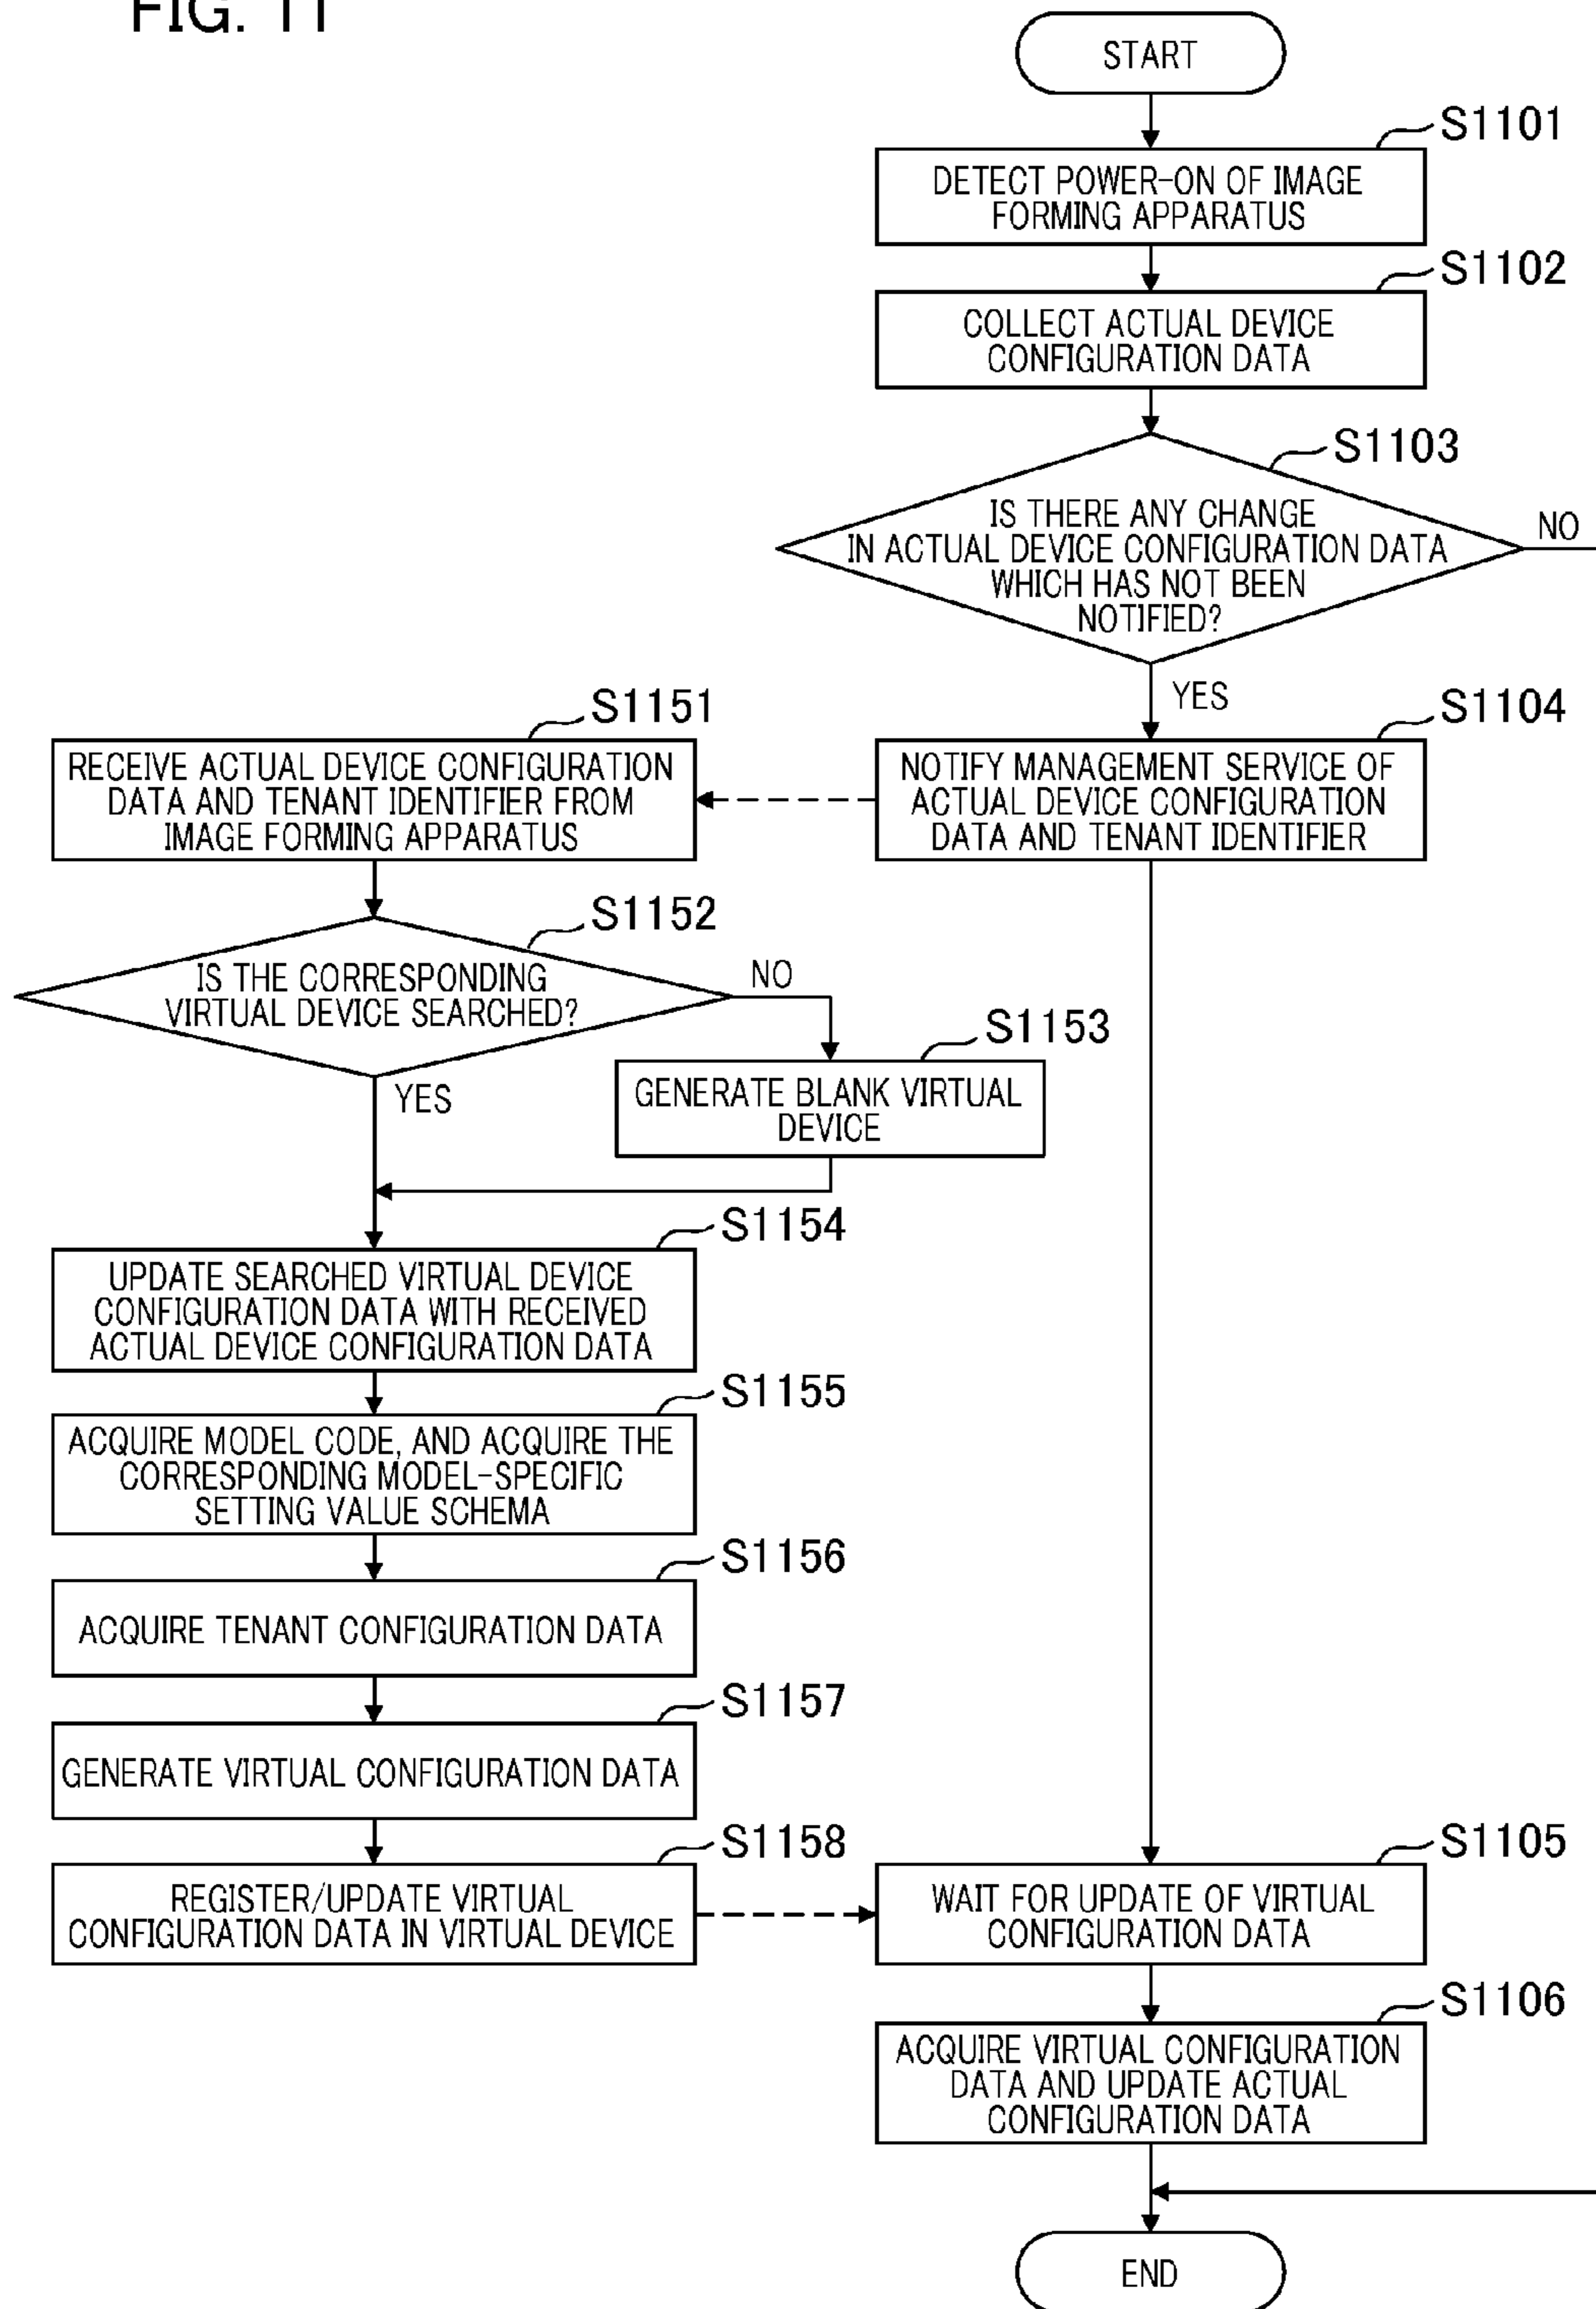 FIG. 11
START
S1101
DETECT POWER-ON OF IMAGE
FORMING APPARATUS
S1102
COLLECT ACTUAL DEVICE
CONFIGURATION DATA
S1103
IS THERE ANY CHANGE
IN ACTUAL DEVICE CONFIGURATION DATA
WHICH HAS NOT BEEN
NOTIFIED?
NO
YES
S1104
NOTIFY MANAGEMENT SERVICE OF
ACTUAL DEVICE CONFIGURATION
DATA AND TENANT IDENTIFIER
S1151
RECEIVE ACTUAL DEVICE CONFIGURATION
DATA AND TENANT IDENTIFIER FROM
IMAGE FORMING APPARATUS
S1152
IS THE CORRESPONDING
VIRTUAL DEVICE SEARCHED?
NO
YES
S1153
GENERATE BLANK VIRTUAL
DEVICE
S1154
UPDATE SEARCHED VIRTUAL DEVICE
CONFIGURATION DATA WITH RECEIVED
ACTUAL DEVICE CONFIGURATION DATA
S1155
ACQUIRE MODEL CODE, AND ACQUIRE THE
CORRESPONDING MODEL-SPECIFIC
SETTING VALUE SCHEMA
S1156
ACQUIRE TENANT CONFIGURATION DATA
S1157
GENERATE VIRTUAL CONFIGURATION DATA
S1158
REGISTER/UPDATE VIRTUAL
CONFIGURATION DATA IN VIRTUAL DEVICE
S1105
WAIT FOR UPDATE OF VIRTUAL
CONFIGURATION DATA
S1106
ACQUIRE VIRTUAL CONFIGURATION
DATA AND UPDATE ACTUAL
CONFIGURATION DATA
END